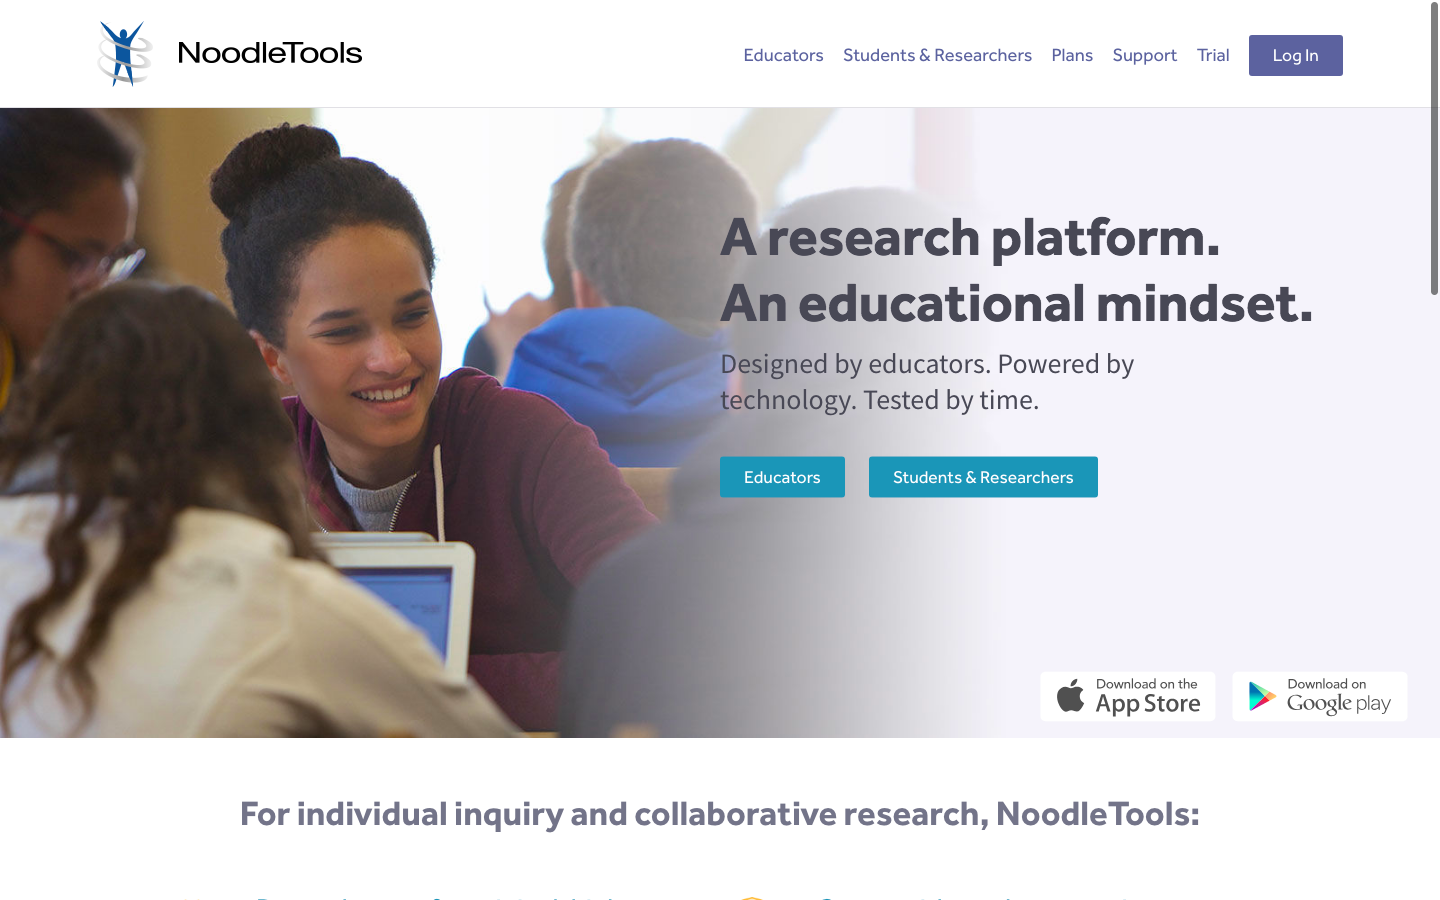 NoodleTools
Educators Students & Researchers Plans Support Trial Log In
A research platform.
An educational mindset.
Designed by educators. Powered by
technology. Tested by time.
Educators Students & Researchers
Download on the
App Store
Download on
Google play
For individual inquiry and collaborative research, NoodleTools: